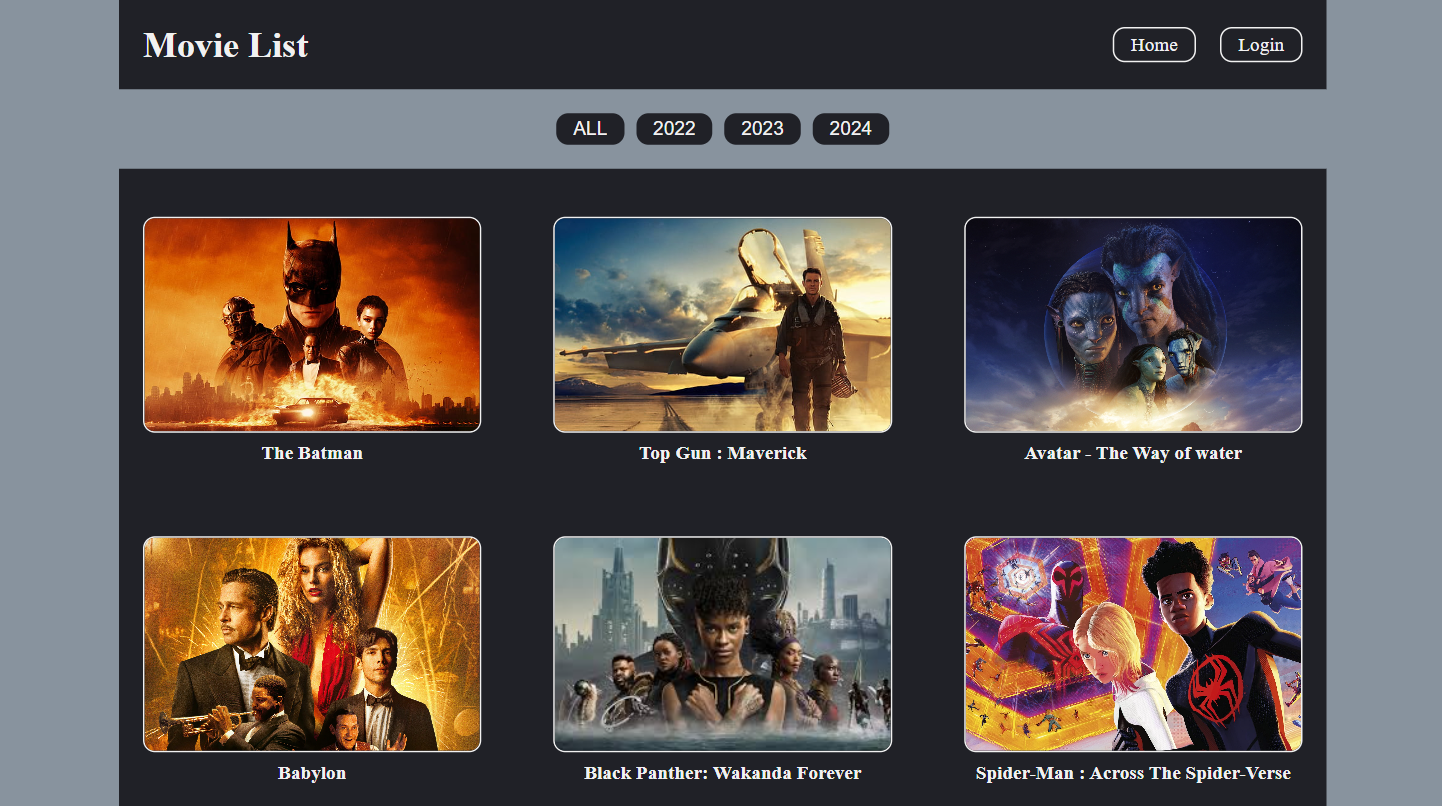 Movie List
Home Login
ALL 2022 2023 2024
The Batman Top Gun : Maverick Avatar - The Way of water
Babylon Black Panther: Wakanda Forever Spider-Man : Across The Spider-Verse